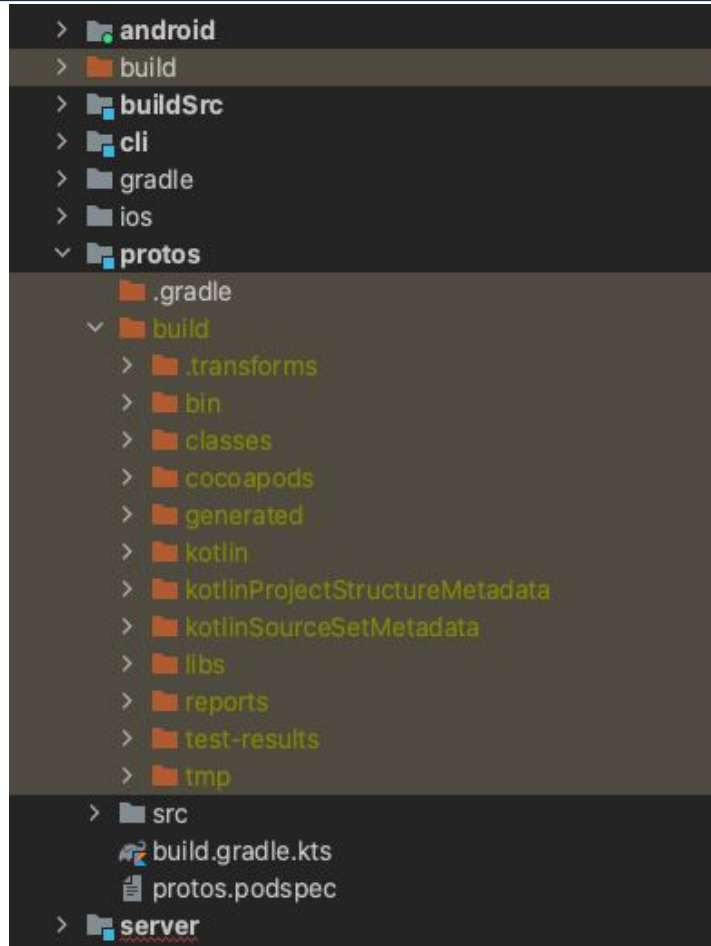 android
build
buildSrc
cli
gradle
ios
protos
.gradle
build
.transforms
bin
classes
cocoapods
generated
kotlin
kotlinProjectStructureMetadata
kotlinSourceSetMetadata
libs
reports
test-results
tmp
src
build.gradle.kts
protos.podspec
server